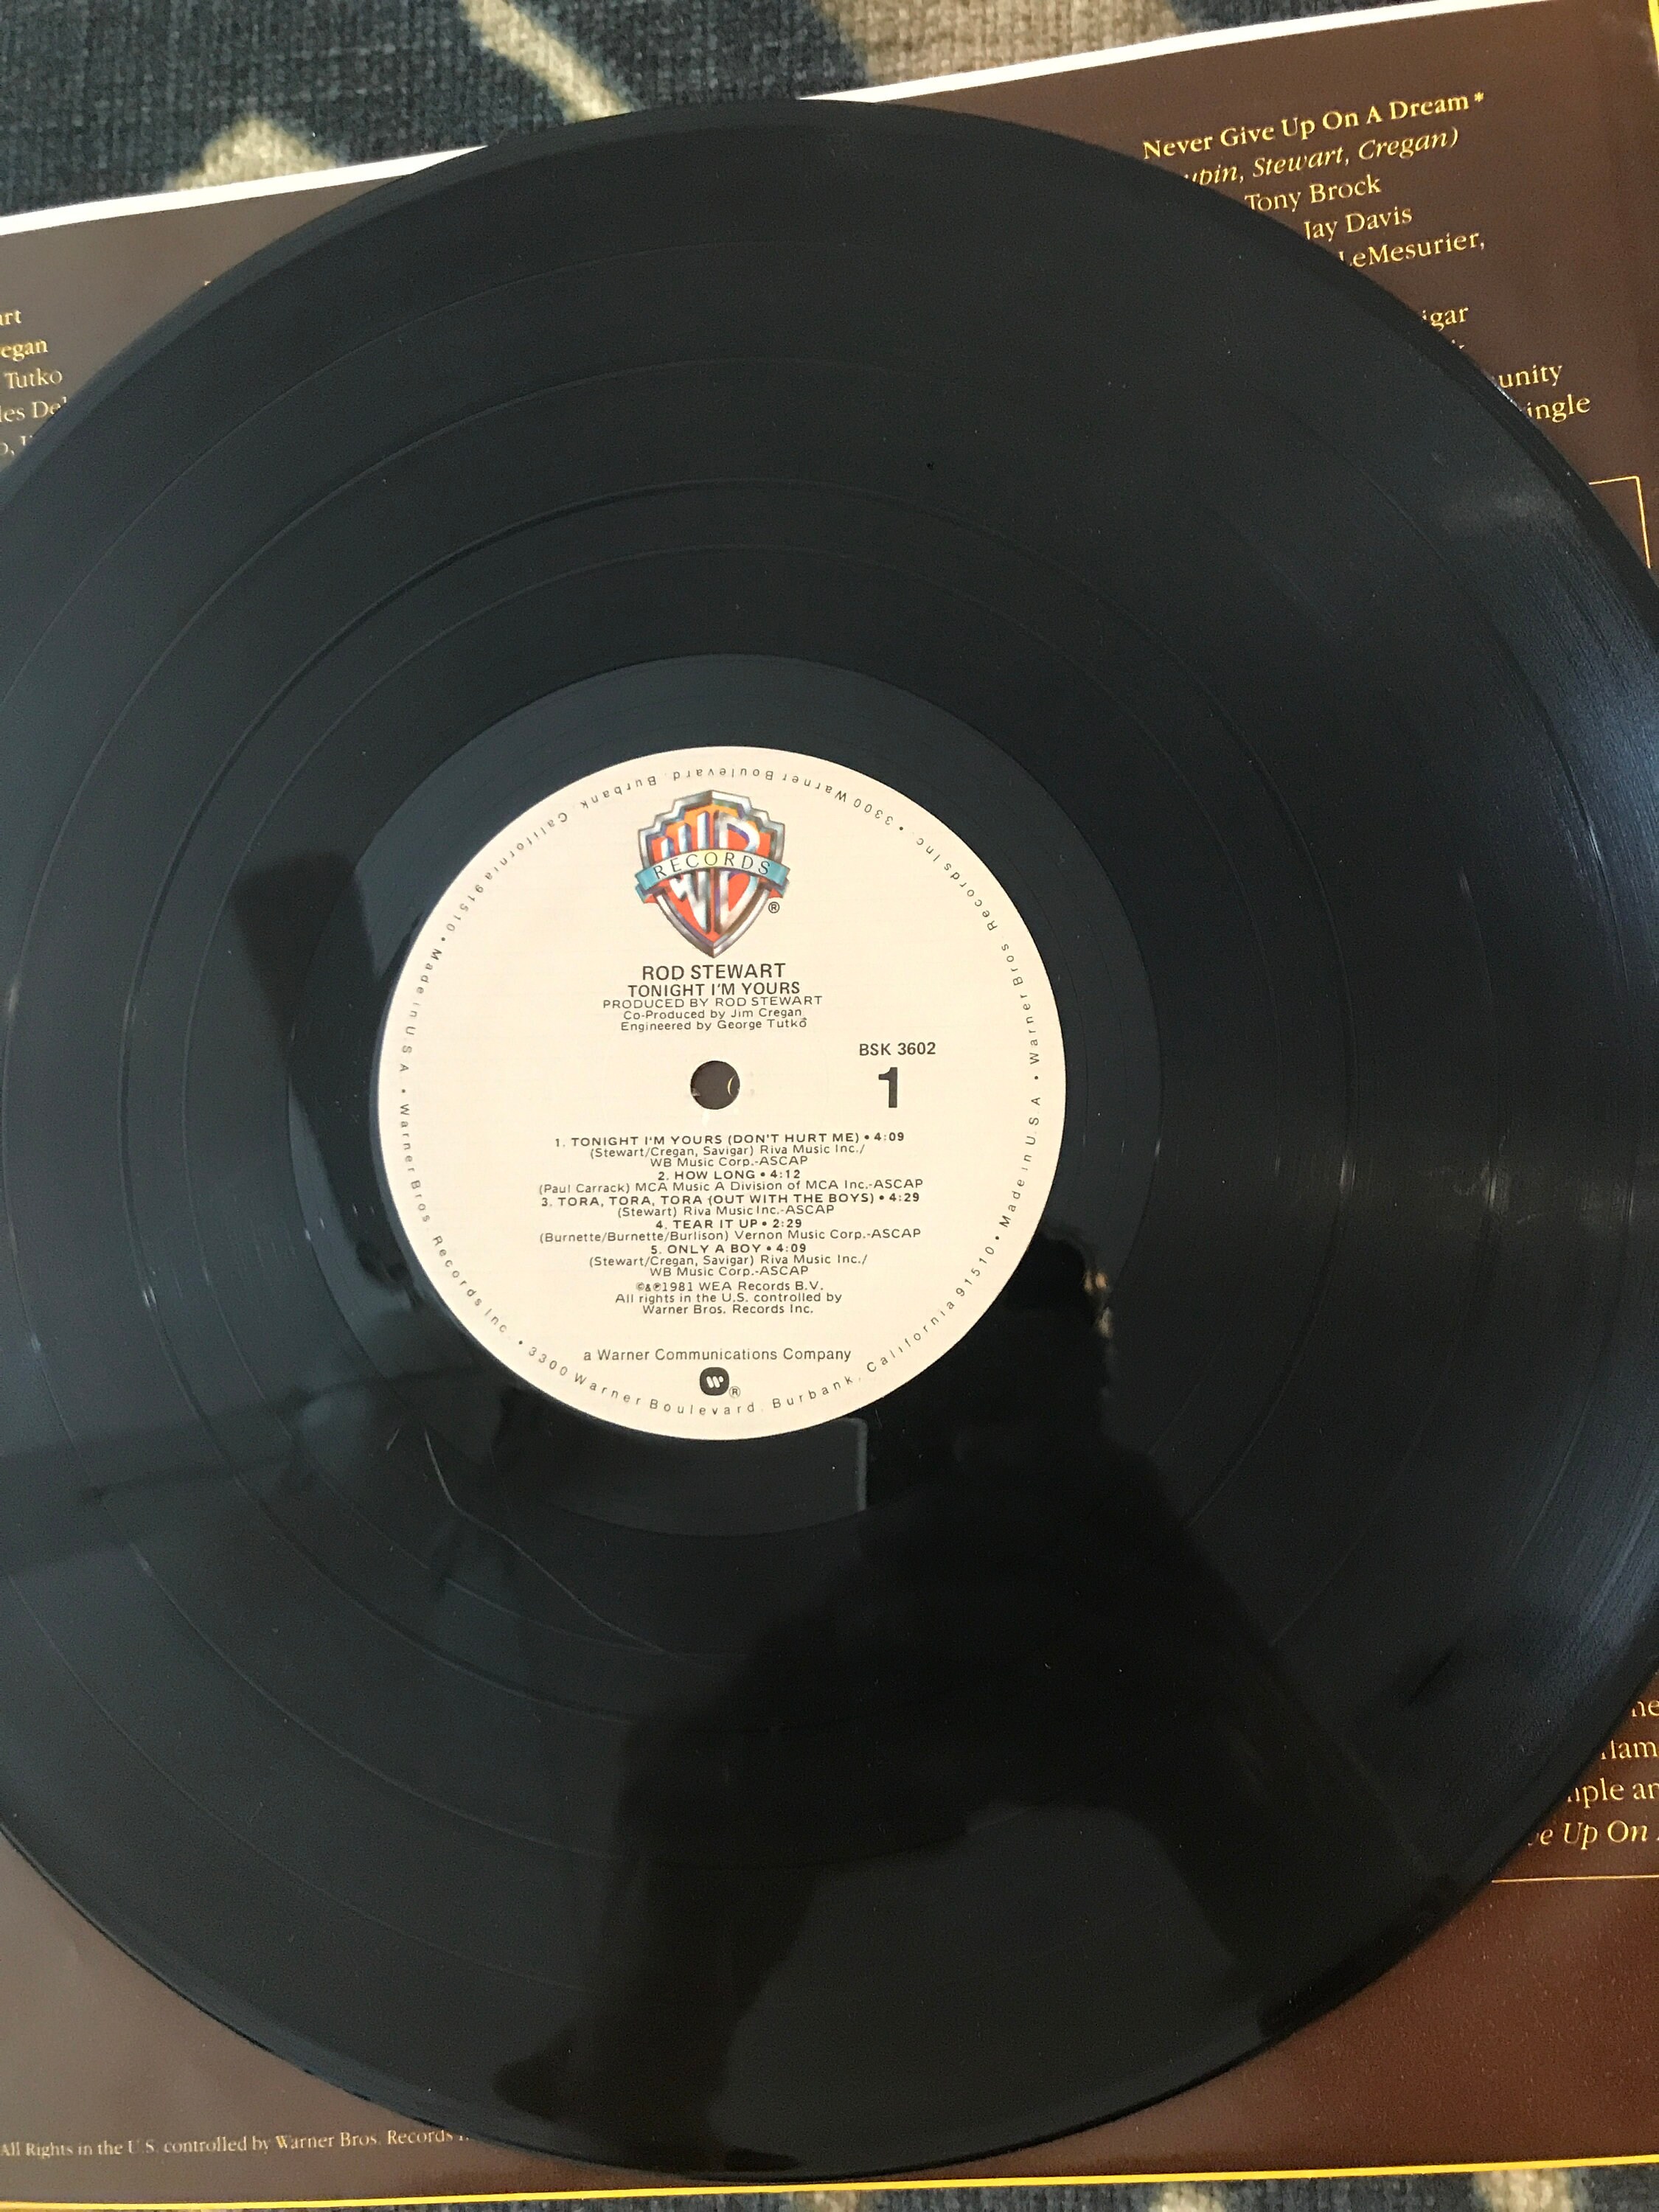 Never Give Up On A Dream*
Stewart, Cregan)
Tony Brock
Jay Davis
LeMesurier,
Tutko
RECORDS
®
ROD STEWART
TONIGHT I'M YOURS
PRODUCED BY ROD STEWART
Co-Produced by Jim Cregan
Engineered by George Tutko
BSK 3602
1
1. TONIGHT I'M YOURS (DON'T HURT ME) • 4:09
(Stewart/Cregan, Savigar) Riva Music Inc./
WB Music Corp.-ASCAP
2. HOW LONG • 4:12
(Paul Carrack) MCA Music A Division of MCA Inc.-ASCAP
3. TORA, TORA, TORA (OUT WITH THE BOYS) • 4:29
(Stewart) Riva Music Inc.-ASCAP
4. TEAR IT UP • 2:29
(Burnette/Burnette/Burlison) Vernon Music Corp.-ASCAP
5. ONLY A BOY • 4:09
(Stewart/Cregan, Savigar) Riva Music Inc./
WB Music Corp.-ASCAP
©&℗1981 WEA Records B.V.
All rights in the U.S. controlled by
Warner Bros. Records Inc.
a Warner Communications Company
®
Warner Bros. Records Inc. • 3300 Warner Boulevard, Burbank, California 91510 • Made in U.S.A. • Warner Bros. Records Inc. • 3300 Warner Boulevard, Burbank, California 91510 • Made in U.S.A. •
Up On
All Rights in the U.S. controlled by Warner Bros. Records